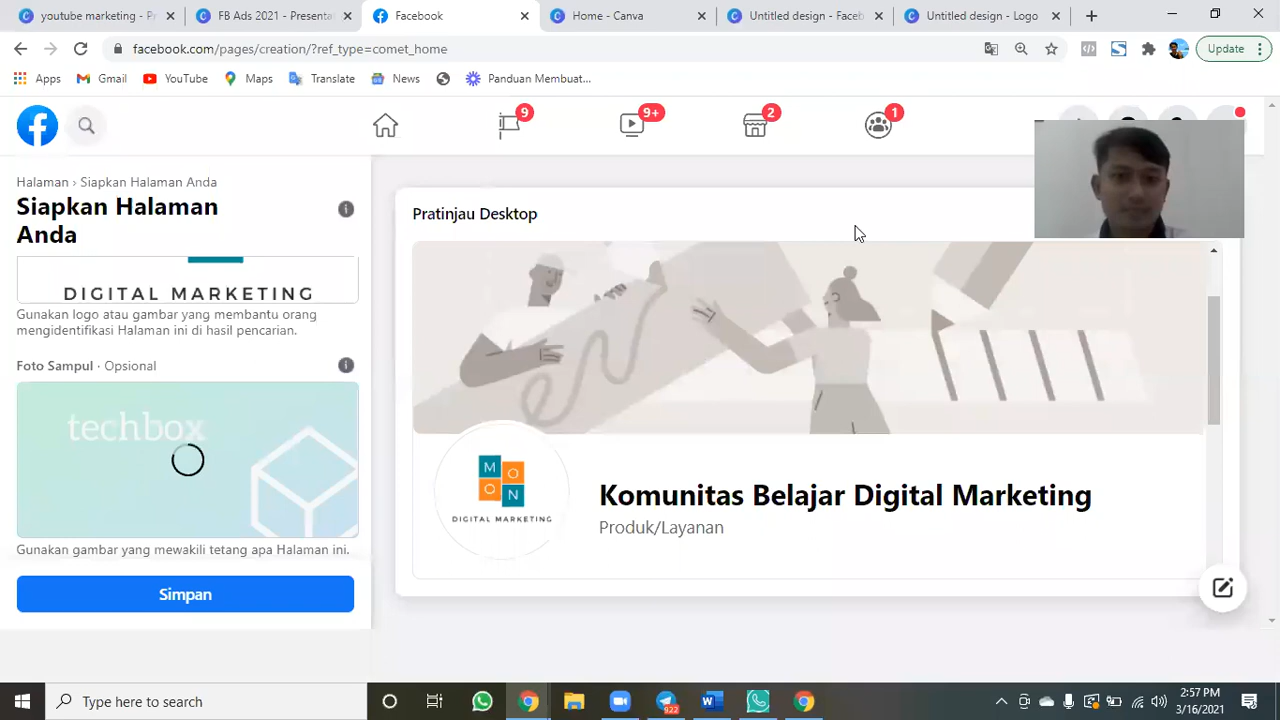 youtube marketing - P
FB Ads 2021 - Presenta
Facebook
Home - Canva
Untitled design - Faceb
Untitled design - Logo
facebook.com/pages/creation/?ref_type=comet_home
Update
Apps
Gmail
YouTube
Maps
Translate
News
Panduan Membuat...
9
9+
2
1
Halaman › Siapkan Halaman Anda
Siapkan Halaman
Anda
DIGITAL MARKETING
Gunakan logo atau gambar yang membantu orang
mengidentifikasi Halaman ini di hasil pencarian.
Foto Sampul · Opsional
techbox
Gunakan gambar yang mewakili tetang apa Halaman ini.
Simpan
Pratinjau Desktop
M O
O N
DIGITAL MARKETING
Komunitas Belajar Digital Marketing
Produk/Layanan
Type here to search
822
2:57 PM
3/16/2021